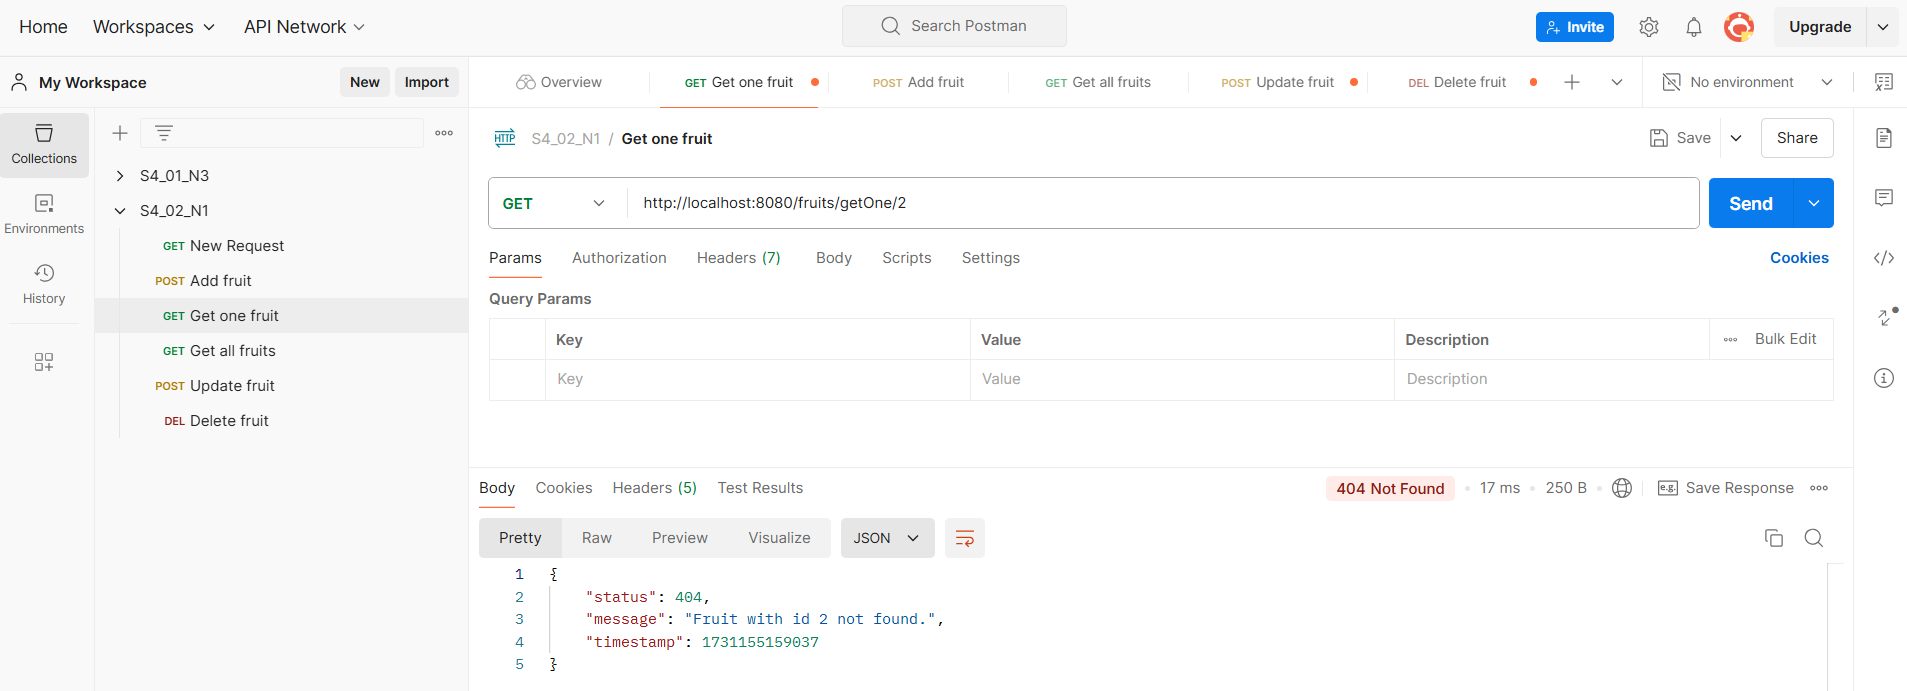 Home Workspaces API Network Search Postman Invite Upgrade
My Workspace New Import
Overview GET Get one fruit POST Add fruit GET Get all fruits POST Update fruit DEL Delete fruit No environment
Collections
Environments
History
S4_01_N3
S4_02_N1
GET New Request
POST Add fruit
GET Get one fruit
GET Get all fruits
POST Update fruit
DEL Delete fruit
HTTP S4_02_N1 / Get one fruit Save Share
GET http://localhost:8080/fruits/getOne/2 Send
Params Authorization Headers (7) Body Scripts Settings Cookies
Query Params
Key Value Description Bulk Edit
Key Value Description
Body Cookies Headers (5) Test Results 404 Not Found 17 ms 250 B e.g. Save Response
Pretty Raw Preview Visualize JSON
1 {
2 "status": 404,
3 "message": "Fruit with id 2 not found.",
4 "timestamp": 1731155159037
5 }